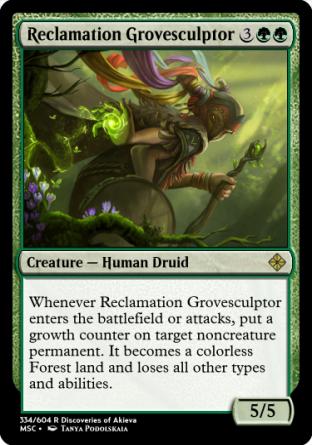 Reclamation Grovesculptor 3
Creature — Human Druid
Whenever Reclamation Grovesculptor
enters the battlefield or attacks, put a
growth counter on target noncreature
permanent. It becomes a colorless
Forest land and loses all other types
and abilities.
5/5
334/604 R Discoveries of Akieva
MSC • Tanya Podolskaia